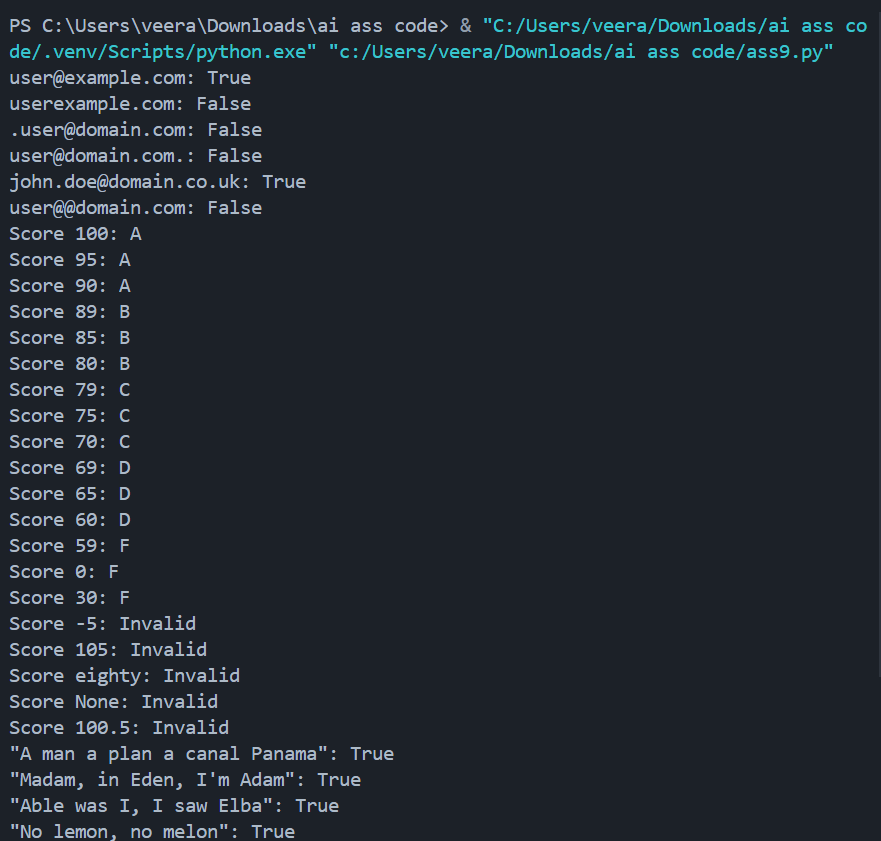 PS C:\Users\veera\Downloads\ai ass code> & "C:/Users/veera/Downloads/ai ass co
de/.venv/Scripts/python.exe" "c:/Users/veera/Downloads/ai ass code/ass9.py"
user@example.com: True
userexample.com: False
.user@domain.com: False
user@domain.com.: False
john.doe@domain.co.uk: True
user@@domain.com: False
Score 100: A
Score 95: A
Score 90: A
Score 89: B
Score 85: B
Score 80: B
Score 79: C
Score 75: C
Score 70: C
Score 69: D
Score 65: D
Score 60: D
Score 59: F
Score 0: F
Score 30: F
Score -5: Invalid
Score 105: Invalid
Score eighty: Invalid
Score None: Invalid
Score 100.5: Invalid
"A man a plan a canal Panama": True
"Madam, in Eden, I'm Adam": True
"Able was I, I saw Elba": True
"No lemon, no melon": True